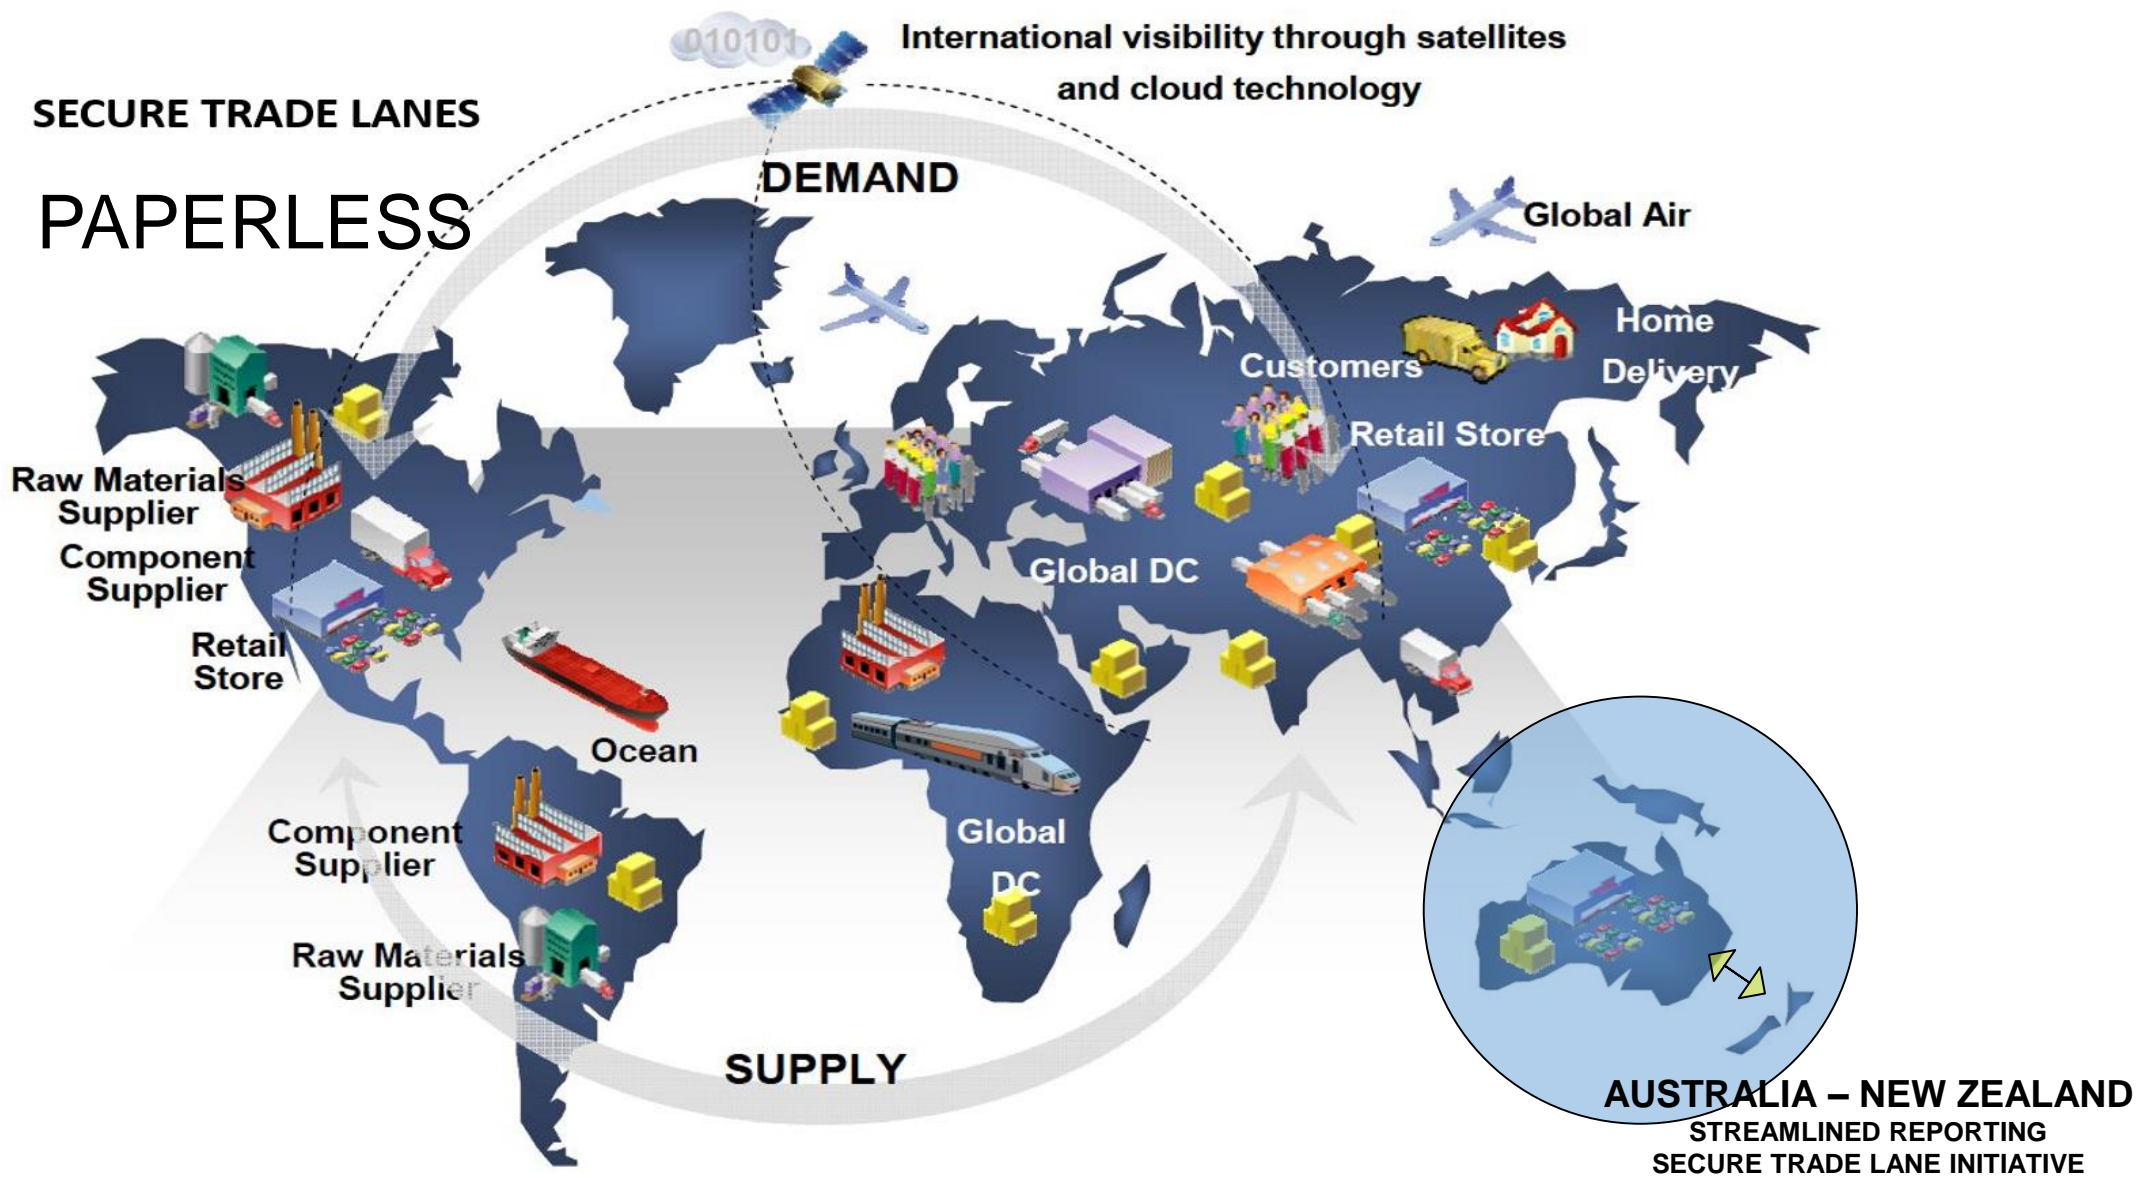 010101
International visibility through satellites
and cloud technology
SECURE TRADE LANES
PAPERLESS
DEMAND
Global Air
Home
Delivery
Customers
Retail Store
Raw Materials
Supplier
Component
Supplier
Global DC
Retail
Store
Ocean
Component
Supplier
Global
DC
Raw Materials
Supplier
SUPPLY
AUSTRALIA – NEW ZEALAND
STREAMLINED REPORTING
SECURE TRADE LANE INITIATIVE